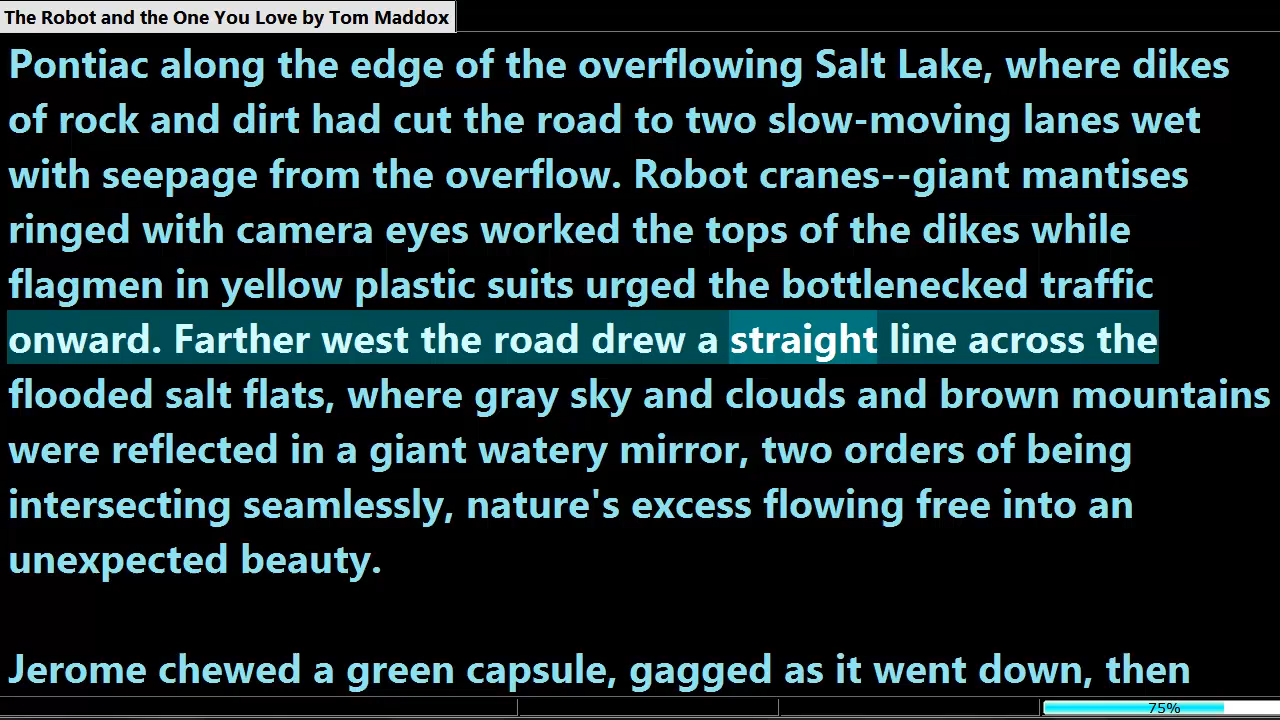 The Robot and the One You Love by Tom Maddox
Pontiac along the edge of the overflowing Salt Lake, where dikes
of rock and dirt had cut the road to two slow-moving lanes wet
with seepage from the overflow. Robot cranes--giant mantises
ringed with camera eyes worked the tops of the dikes while
flagmen in yellow plastic suits urged the bottlenecked traffic
onward. Farther west the road drew a straight line across the
flooded salt flats, where gray sky and clouds and brown mountains
were reflected in a giant watery mirror, two orders of being
intersecting seamlessly, nature's excess flowing free into an
unexpected beauty.
Jerome chewed a green capsule, gagged as it went down, then
75%